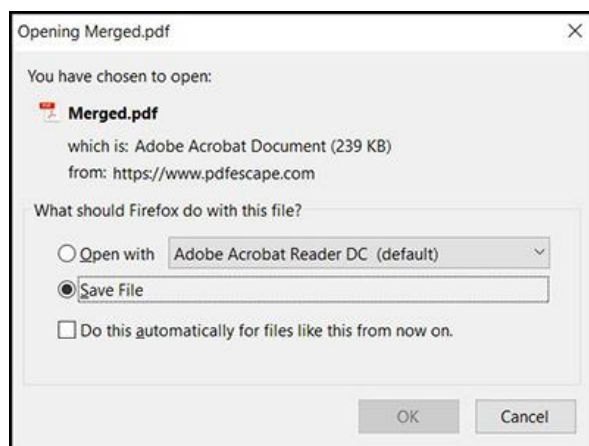 Opening Merged.pdf
You have chosen to open:
Merged.pdf
which is: Adobe Acrobat Document (239 KB)
from: https://www.pdfescape.com
What should Firefox do with this file?
Open with Adobe Acrobat Reader DC (default)
Save File
Do this automatically for files like this from now on.
OK Cancel